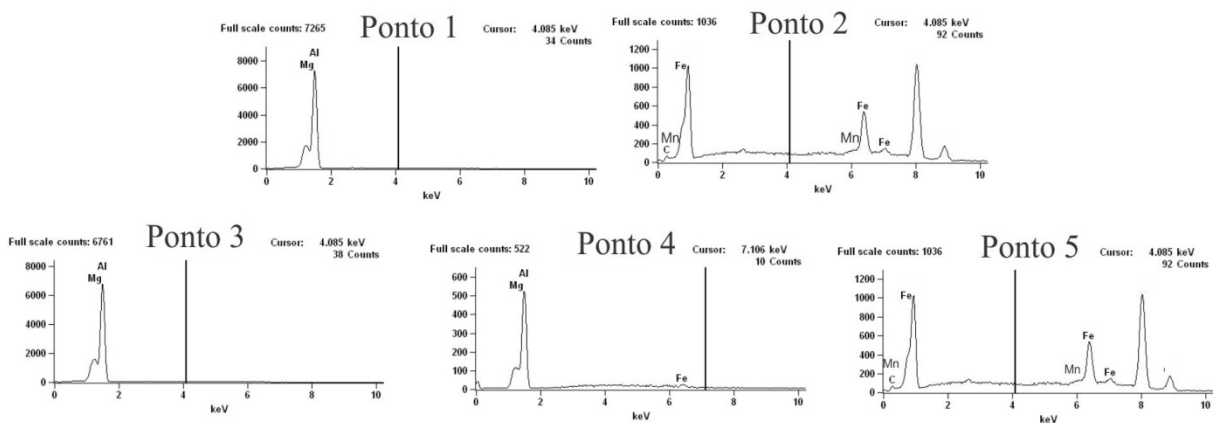 Ponto 1
Full scale counts: 7265
Cursor: 4.085 keV
34 Counts
Al
Mg
8000
6000
4000
2000
0
0 2 4 6 8 10
keV
Ponto 2
Full scale counts: 1036
Cursor: 4.085 keV
92 Counts
1200
1000
800
600
400
200
0
Fe
Fe
Mn
Mn
C
Fe
0 2 4 6 8 10
keV
Ponto 3
Full scale counts: 6761
Cursor: 4.085 keV
38 Counts
Al
Mg
8000
6000
4000
2000
0
0 2 4 6 8 10
keV
Ponto 4
Full scale counts: 522
Cursor: 7.106 keV
10 Counts
Al
Mg
600
500
400
300
200
100
0
Fe
0 2 4 6 8 10
keV
Ponto 5
Full scale counts: 1036
Cursor: 4.085 keV
92 Counts
1200
1000
800
600
400
200
0
Fe
Fe
Mn
Mn
C
Fe
0 2 4 6 8 10
keV